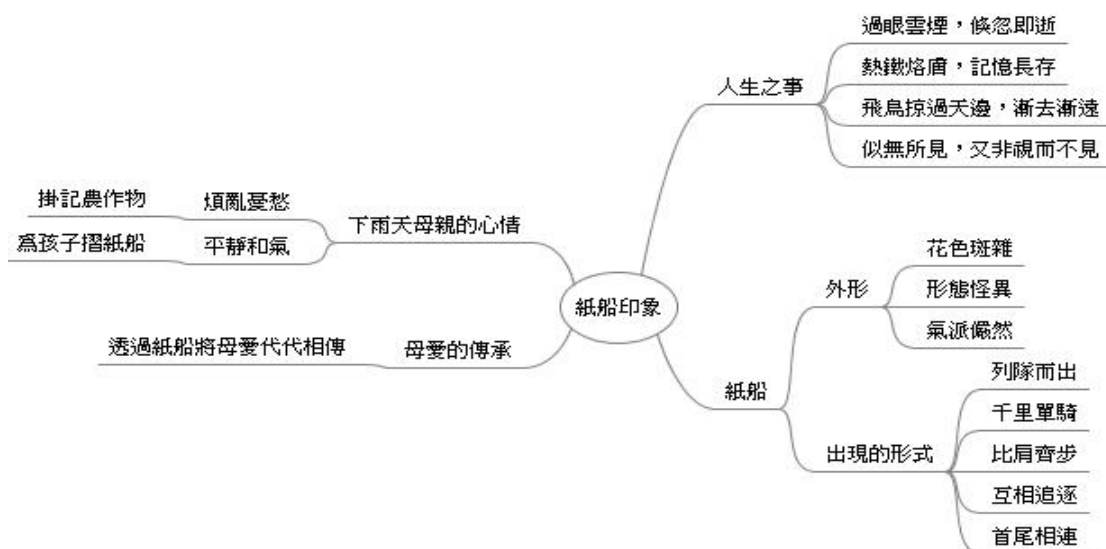 紙船印象
人生之事
過眼雲煙，倏忽即逝
熱鐵烙膚，記憶長存
飛鳥掠過天邊，漸去漸遠
似無所見，又非視而不見
紙船
外形
花色斑雜
形態怪異
氣派儼然
出現的形式
列隊而出
千里單騎
比肩齊步
互相追逐
首尾相連
下雨天母親的心情
煩亂憂愁
掛記農作物
平靜和氣
為孩子摺紙船
母愛的傳承
透過紙船將母愛代代相傳